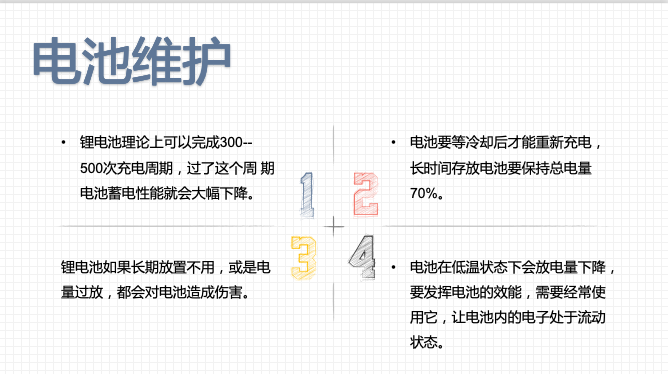 电池维护
• 锂电池理论上可以完成300--
500次充电周期，过了这个周 期
电池蓄电性能就会大幅下降。
• 电池要等冷却后才能重新充电，
长时间存放电池要保持总电量
70%。
1 2
3 4
锂电池如果长期放置不用，或是电
量过放，都会对电池造成伤害。
• 电池在低温状态下会放电量下降，
要发挥电池的效能，需要经常使
用它，让电池内的电子处于流动
状态。